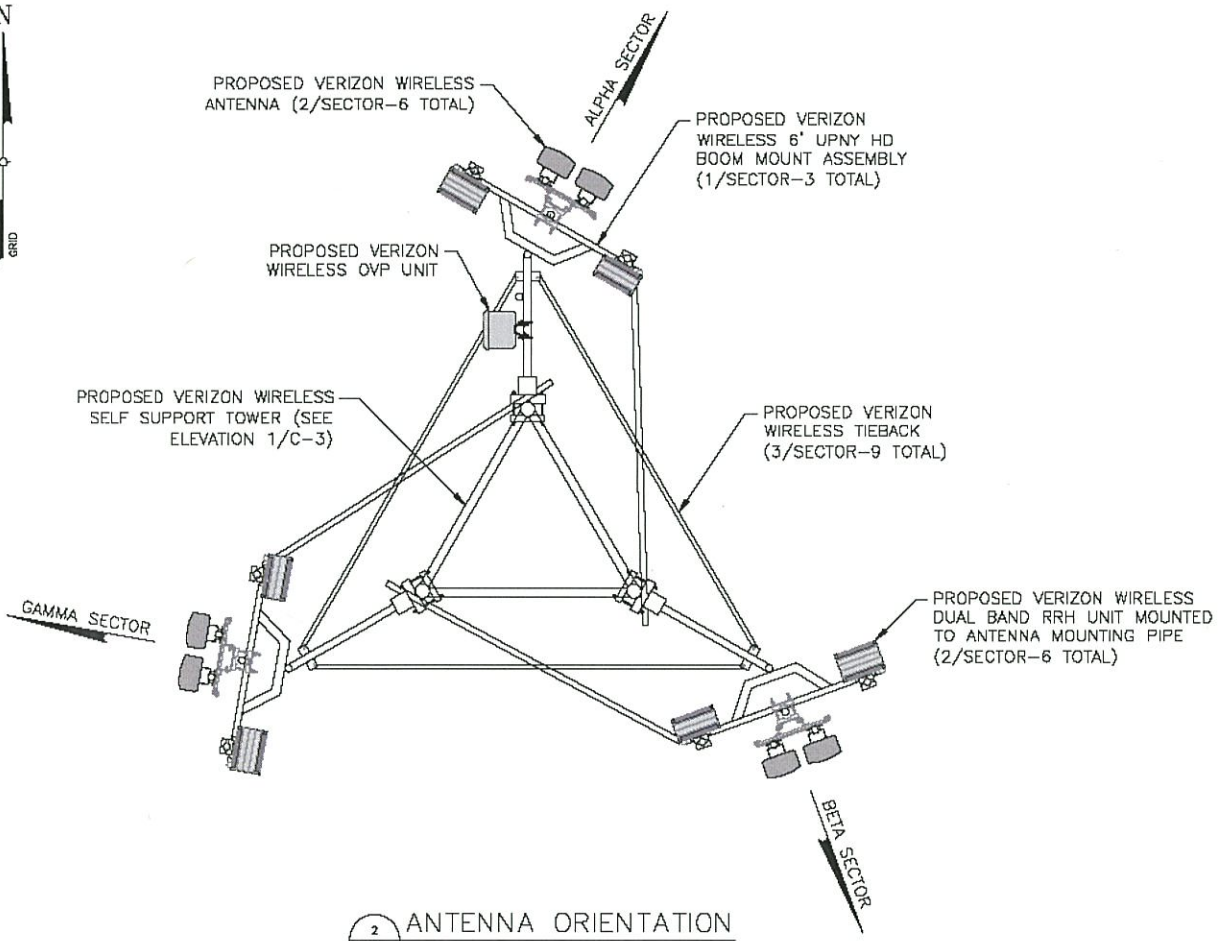 N
GRID
ALPHA SECTOR
PROPOSED VERIZON WIRELESS
ANTENNA (2/SECTOR-6 TOTAL)
PROPOSED VERIZON
WIRELESS 6' UPNY HD
BOOM MOUNT ASSEMBLY
(1/SECTOR-3 TOTAL)
PROPOSED VERIZON
WIRELESS OVP UNIT
PROPOSED VERIZON WIRELESS
SELF SUPPORT TOWER (SEE
ELEVATION 1/C-3)
PROPOSED VERIZON
WIRELESS TIEBACK
(3/SECTOR-9 TOTAL)
GAMMA SECTOR
PROPOSED VERIZON WIRELESS
DUAL BAND RRH UNIT MOUNTED
TO ANTENNA MOUNTING PIPE
(2/SECTOR-6 TOTAL)
BETA SECTOR
2 ANTENNA ORIENTATION